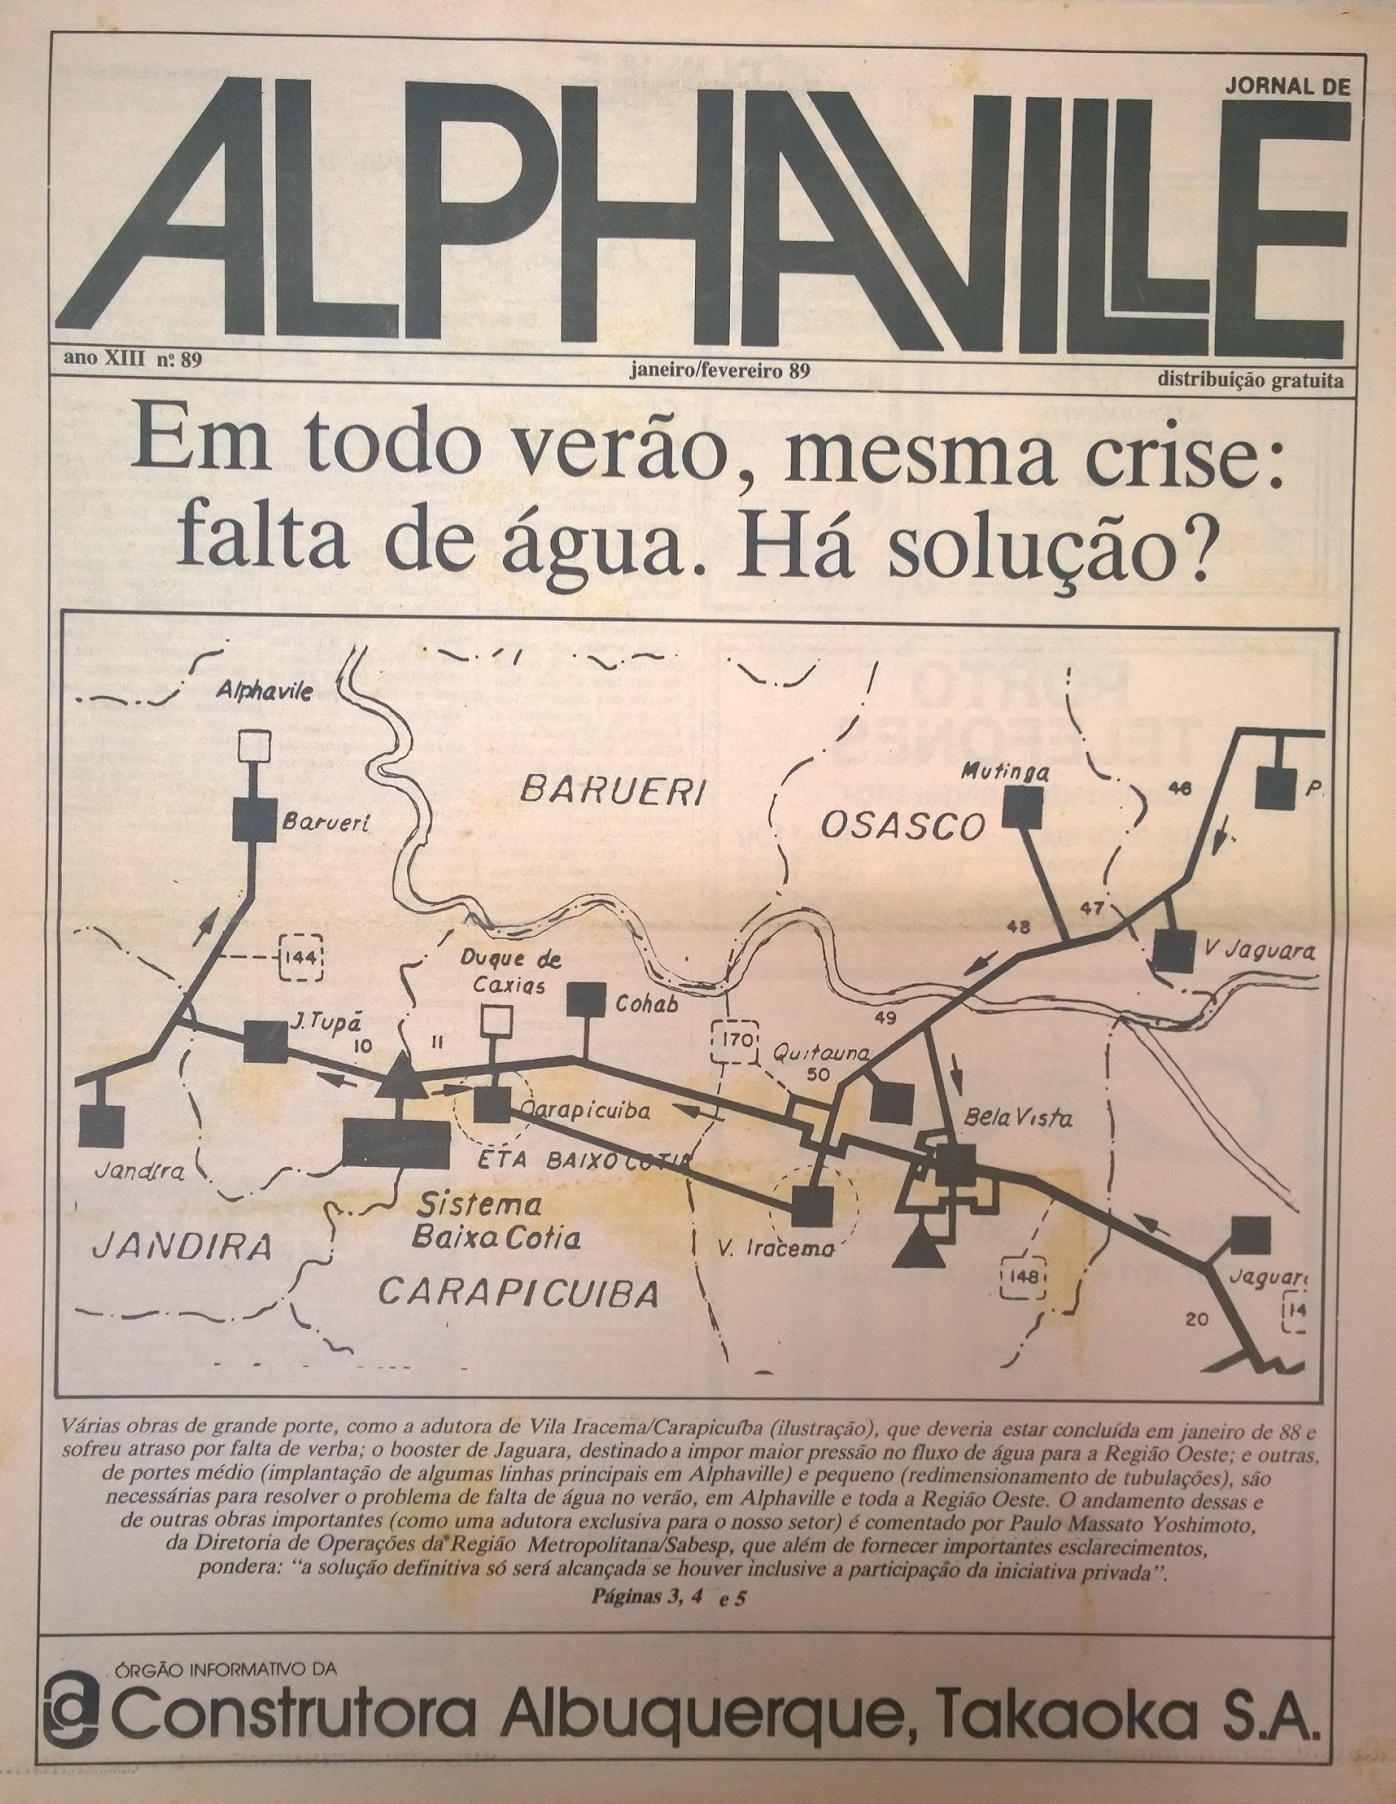 JORNAL DE
ALPHAVILLE
ano XIII nº 89
janeiro/fevereiro 89
distribuição gratuita
Em todo verão, mesma crise:
falta de água. Há solução?
Alphavile
BARUERI
Mutinga
46
P.
Barueri
OSASCO
47
48
V Jaguara
144
Duque de
Caxias
Cohab
J. Tupã
10
11
49
170
Quitauna
50
Carapicuiba
Bela Vista
Jandira
ETA BAIXO COTIA
Sistema
Baixa Cotia
JANDIRA
V. Iracema
CARAPICUIBA
148
Jaguar
14
20
Várias obras de grande porte, como a adutora de Vila Iracema/Carapicuíba (ilustração), que deveria estar concluída em janeiro de 88 e
sofreu atraso por falta de verba; o booster de Jaguara, destinado a impor maior pressão no fluxo de água para a Região Oeste; e outras,
de portes médio (implantação de algumas linhas principais em Alphaville) e pequeno (redimensionamento de tubulações), são
necessárias para resolver o problema de falta de água no verão, em Alphaville e toda a Região Oeste. O andamento dessas e
de outras obras importantes (como uma adutora exclusiva para o nosso setor) é comentado por Paulo Massato Yoshimoto,
da Diretoria de Operações da Região Metropolitana/Sabesp, que além de fornecer importantes esclarecimentos,
pondera: “a solução definitiva só será alcançada se houver inclusive a participação da iniciativa privada”.
Páginas 3, 4 e 5
ÓRGÃO INFORMATIVO DA
Construtora Albuquerque, Takaoka S.A.